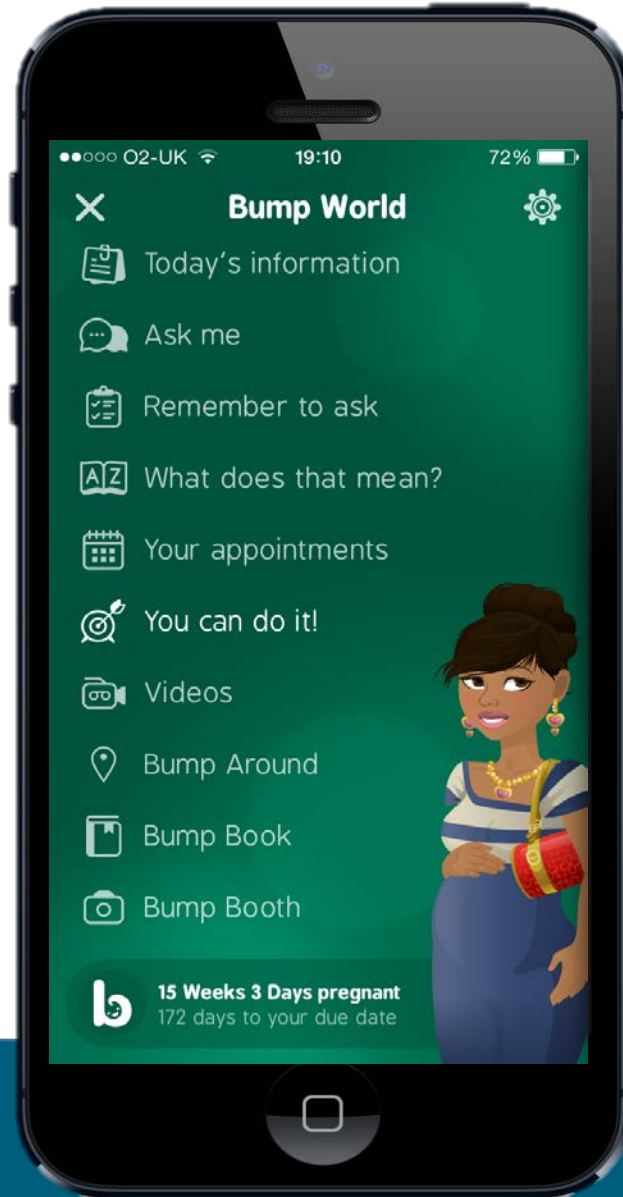 O2-UK 19:10 72%
Bump World
Today's information
Ask me
Remember to ask
AZ What does that mean?
Your appointments
You can do it!
Videos
Bump Around
Bump Book
Bump Booth
b 15 Weeks 3 Days pregnant
172 days to your due date